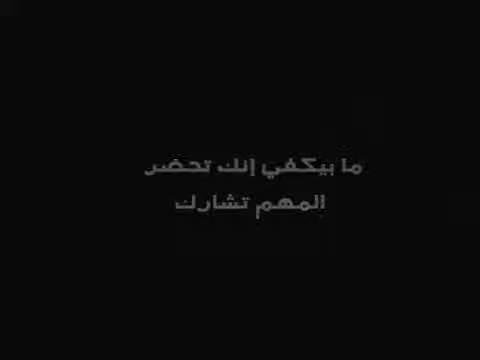 ما بيكفي إنك تحضر
المهم تشارك